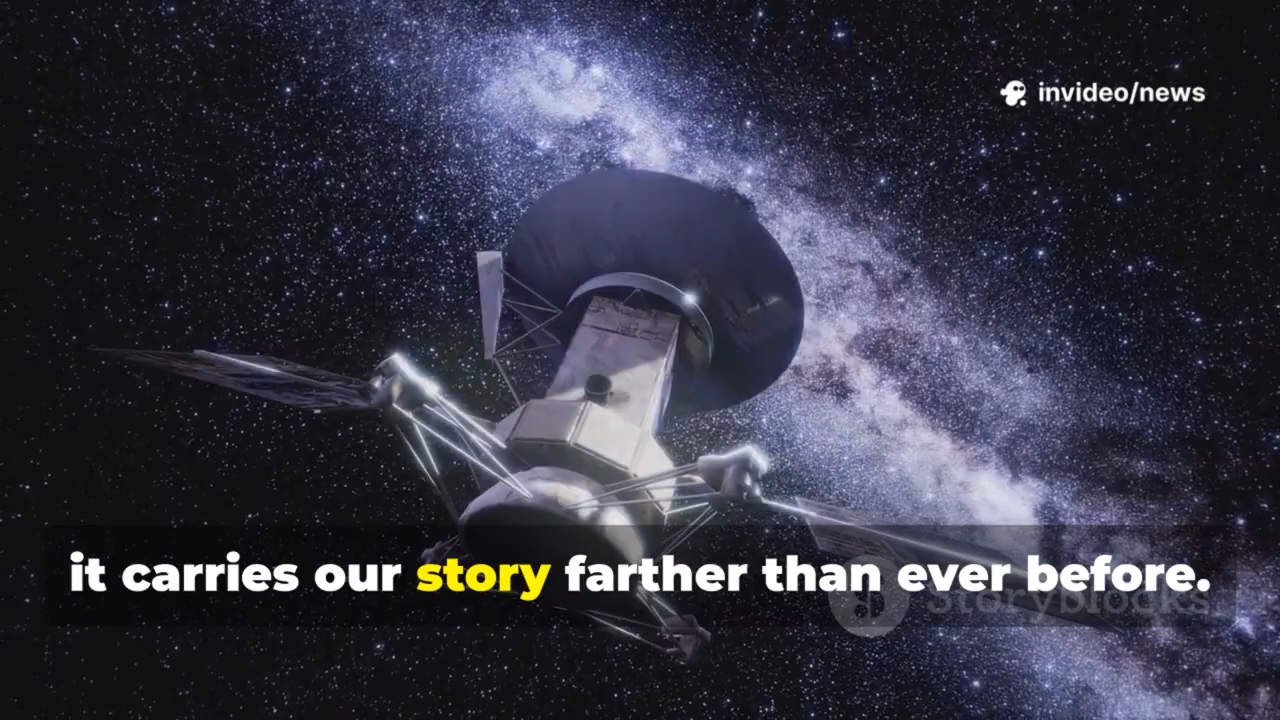 invideo/news
it carries our story farther than ever before.
Storyblocks